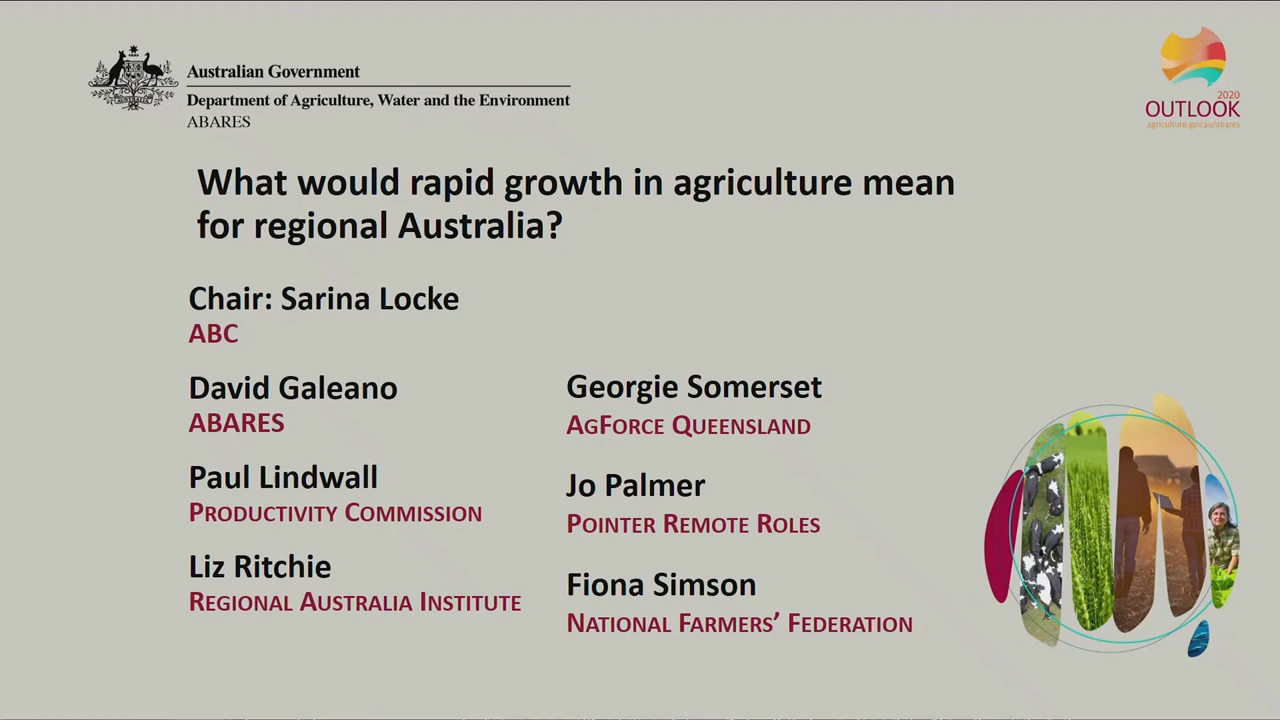 Australian Government
Department of Agriculture, Water and the Environment
ABARES
2020
OUTLOOK
agriculture.gov.au/abares
What would rapid growth in agriculture mean
for regional Australia?
Chair: Sarina Locke
ABC
David Galeano
ABARES
Paul Lindwall
PRODUCTIVITY COMMISSION
Liz Ritchie
REGIONAL AUSTRALIA INSTITUTE
Georgie Somerset
AGFORCE QUEENSLAND
Jo Palmer
POINTER REMOTE ROLES
Fiona Simson
NATIONAL FARMERS' FEDERATION